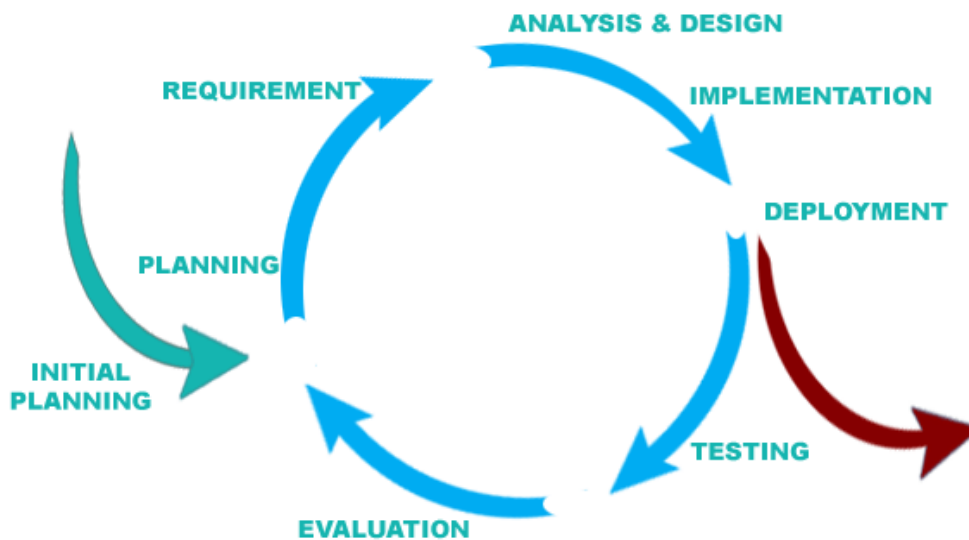 ANALYSIS & DESIGN
REQUIREMENT
IMPLEMENTATION
DEPLOYMENT
PLANNING
INITIAL
PLANNING
TESTING
EVALUATION